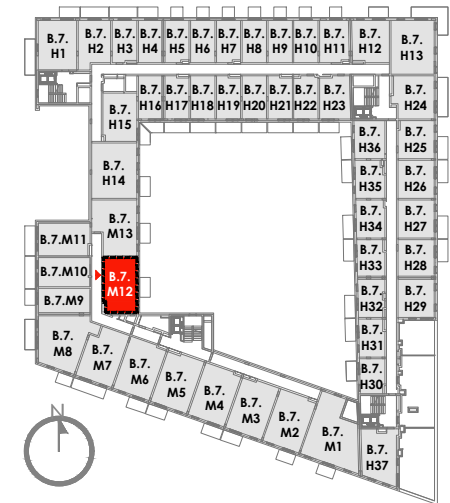 B.7.
H1
B.7.
H2
B.7.
H3
B.7.
H4
B.7.
H5
B.7.
H6
B.7.
H7
B.7.
H8
B.7.
H9
B.7.
H10
B.7.
H11
B.7.
H12
B.7.
H13
B.7.
H16
B.7.
H17
B.7.
H18
B.7.
H19
B.7.
H20
B.7.
H21
B.7.
H22
B.7.
H23
B.7.
H24
B.7.
H15
B.7.
H36
B.7.
H25
B.7.
H14
B.7.
H35
B.7.
H26
B.7.
M13
B.7.
H34
B.7.
H27
B.7.M11
B.7.
H33
B.7.
H28
B.7.M10
B.7.
M12
B.7.
H32
B.7.
H29
B.7.M9
B.7.
H31
B.7.
M8
B.7.
M7
B.7.
M6
B.7.
M5
B.7.
M4
B.7.
M3
B.7.
M2
B.7.
M1
B.7.
H30
B.7.
H37
N